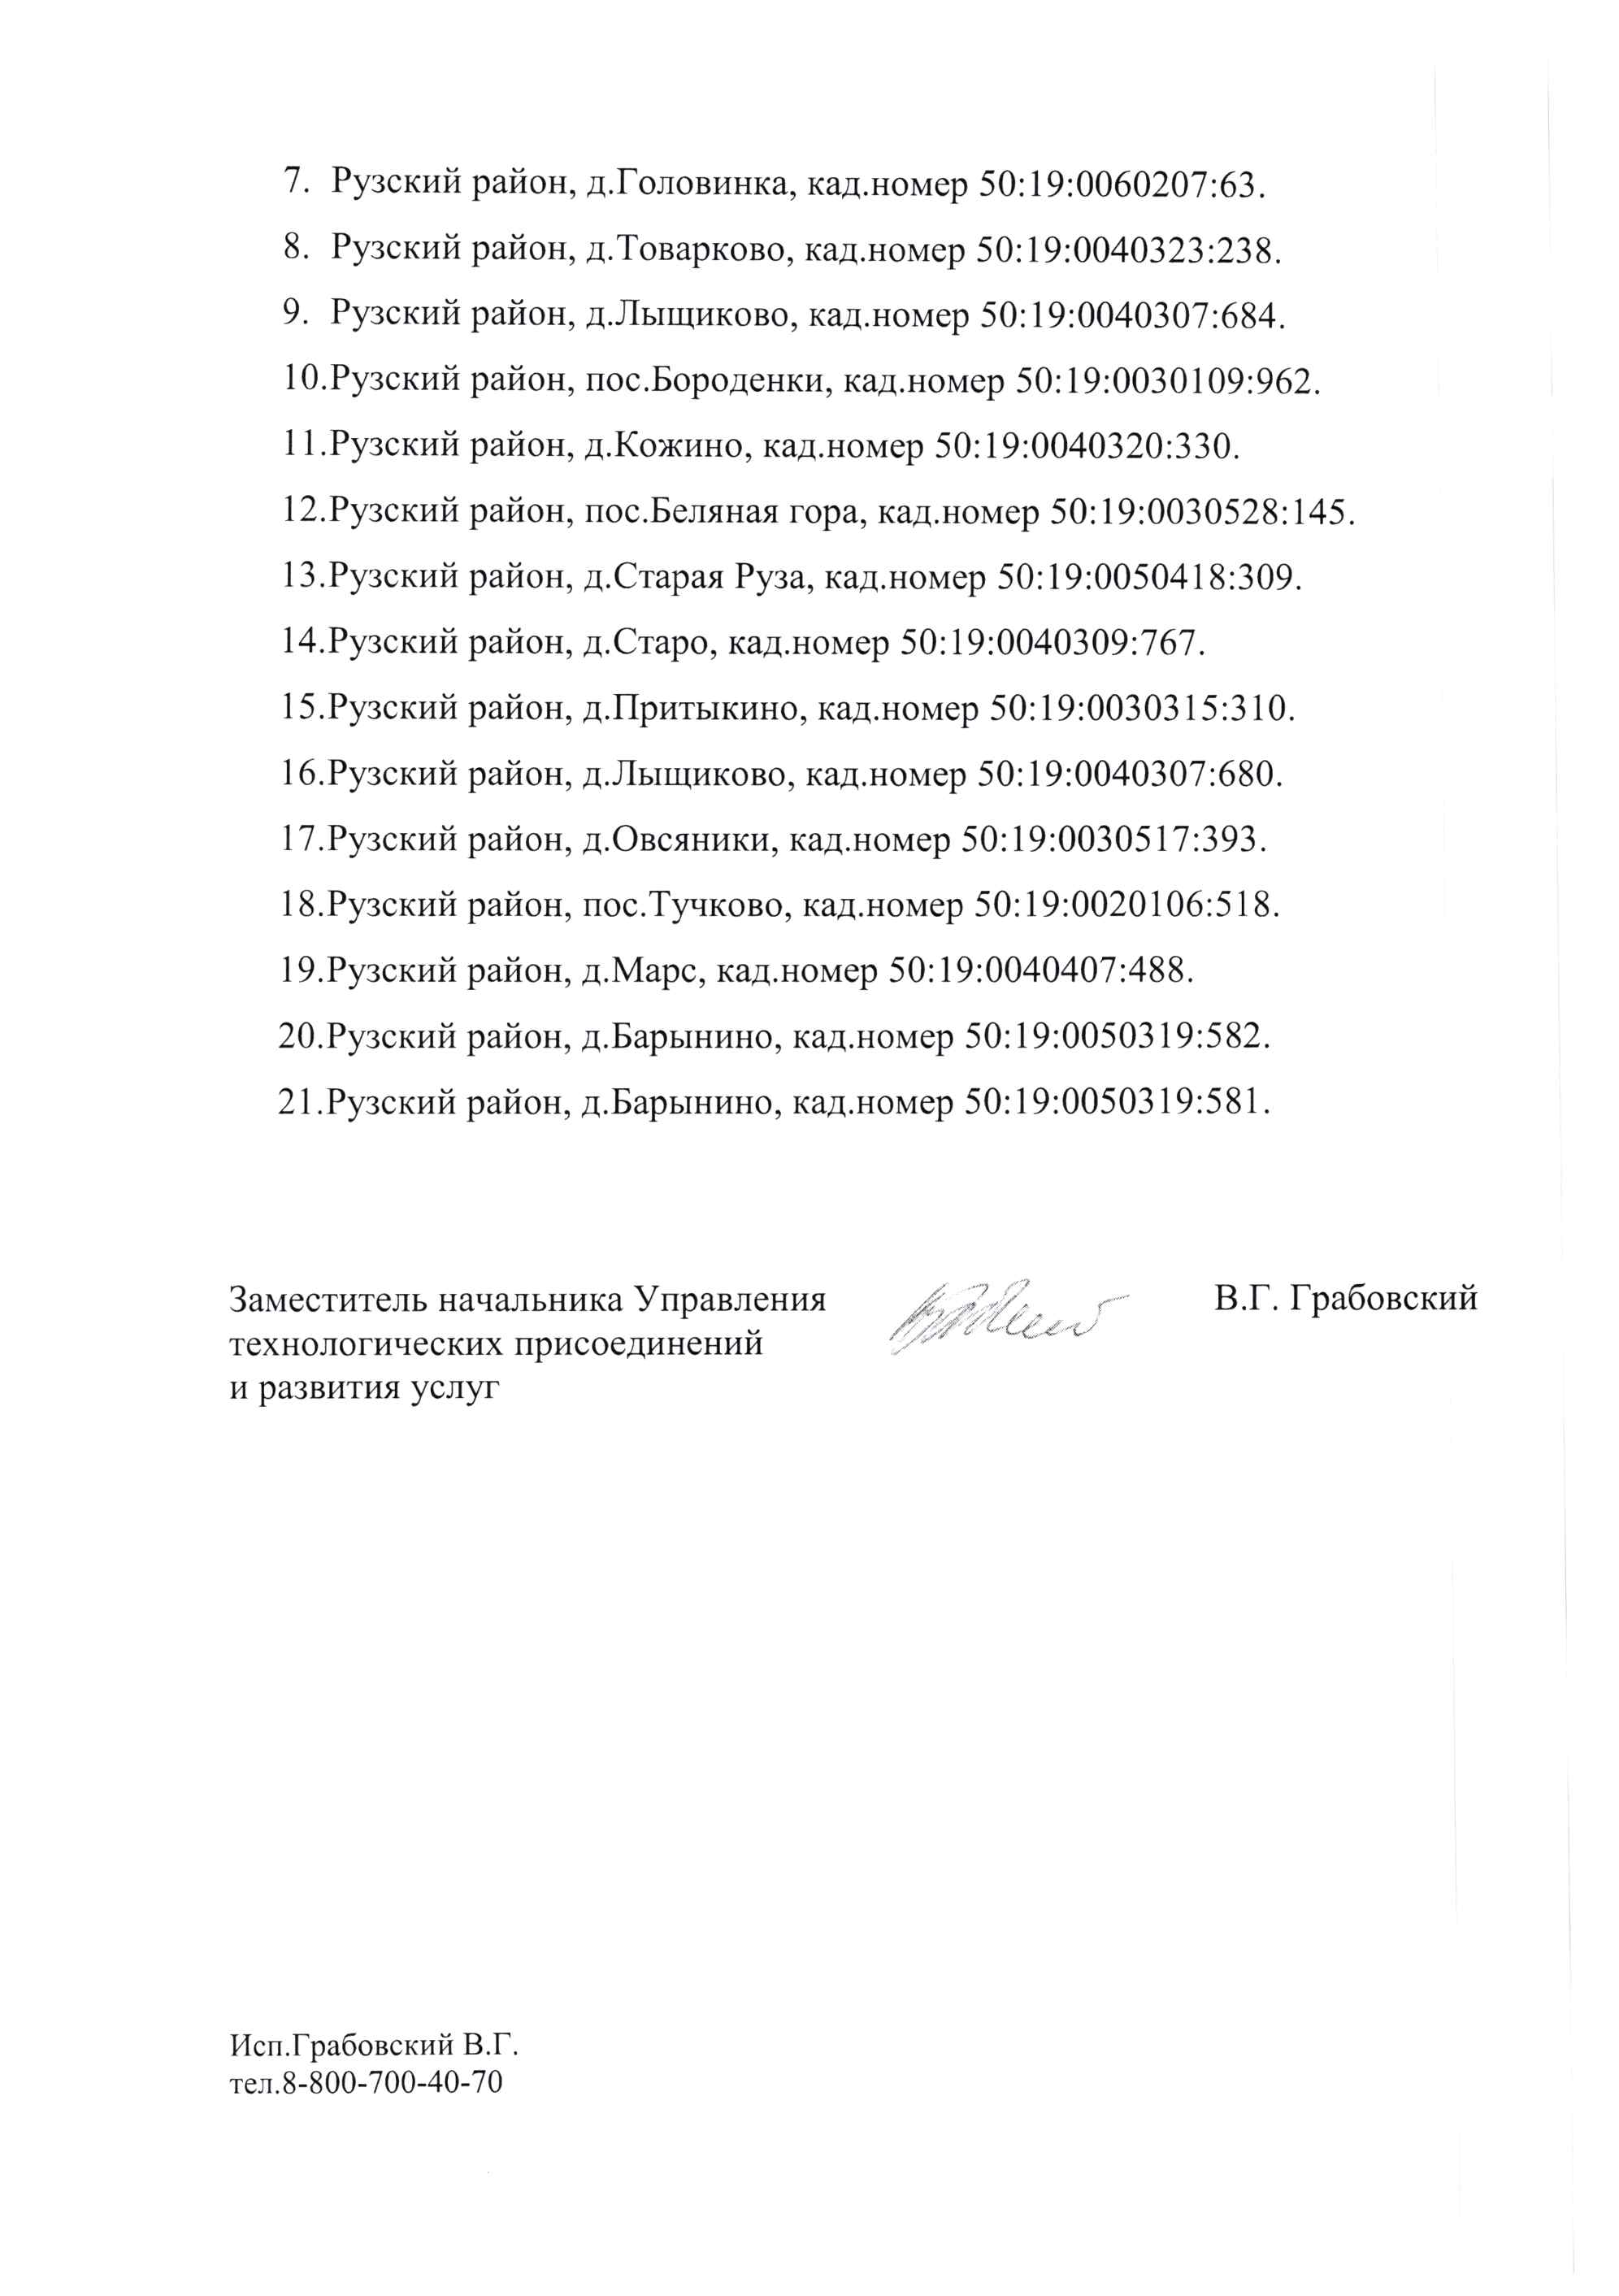 7. Рузский район, д.Головинка, кад.номер 50:19:0060207:63.
8. Рузский район, д.Товарково, кад.номер 50:19:0040323:238.
9. Рузский район, д.Лыщиково, кад.номер 50:19:0040307:684.
10.Рузский район, пос.Бороденки, кад.номер 50:19:0030109:962.
11.Рузский район, д.Кожино, кад.номер 50:19:0040320:330.
12.Рузский район, пос.Беляная гора, кад.номер 50:19:0030528:145.
13.Рузский район, д.Старая Руза, кад.номер 50:19:0050418:309.
14.Рузский район, д.Старо, кад.номер 50:19:0040309:767.
15.Рузский район, д.Притыкино, кад.номер 50:19:0030315:310.
16.Рузский район, д.Лыщиково, кад.номер 50:19:0040307:680.
17.Рузский район, д.Овсяники, кад.номер 50:19:0030517:393.
18.Рузский район, пос.Тучково, кад.номер 50:19:0020106:518.
19.Рузский район, д.Марс, кад.номер 50:19:0040407:488.
20.Рузский район, д.Барынино, кад.номер 50:19:0050319:582.
21.Рузский район, д.Барынино, кад.номер 50:19:0050319:581.
Заместитель начальника Управления В.Г. Грабовский
технологических присоединений
и развития услуг
Исп.Грабовский В.Г.
тел.8-800-700-40-70